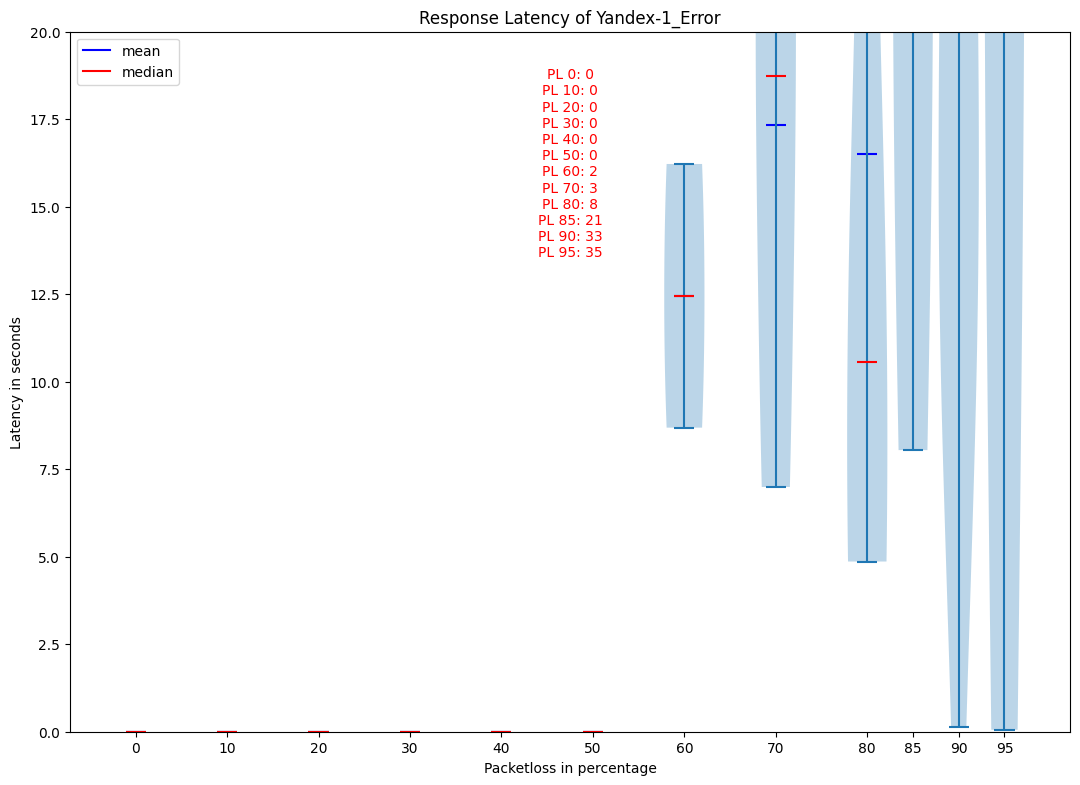 Response Latency of Yandex-1_Error
mean
median
PL 0: 0
PL 10: 0
PL 20: 0
PL 30: 0
PL 40: 0
PL 50: 0
PL 60: 2
PL 70: 3
PL 80: 8
PL 85: 21
PL 90: 33
PL 95: 35
Latency in seconds
20.0
17.5
15.0
12.5
10.0
7.5
5.0
2.5
0.0
0 10 20 30 40 50 60 70 80 85 90 95
Packetloss in percentage